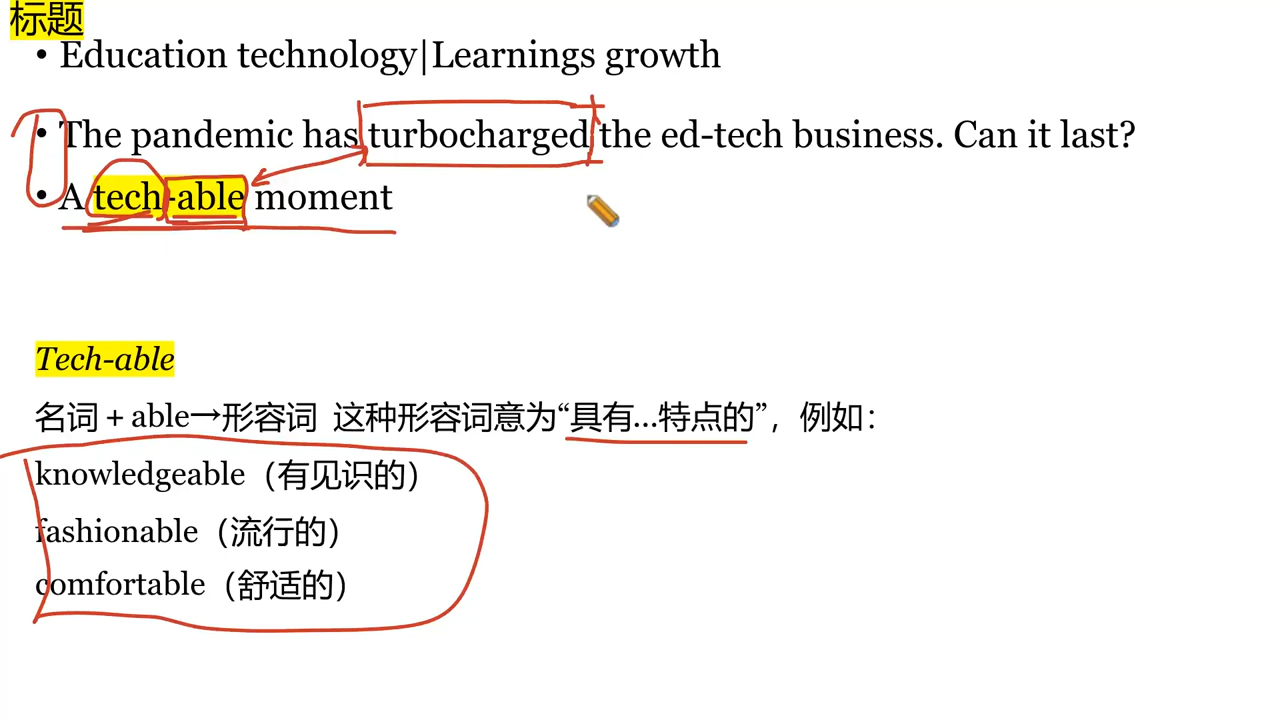 标题
• Education technology|Learnings growth
• The pandemic has turbocharged the ed-tech business. Can it last?
• A tech-able moment
Tech-able
名词 + able→形容词 这种形容词意为“具有...特点的”，例如：
knowledgeable（有见识的）
fashionable（流行的）
comfortable（舒适的）